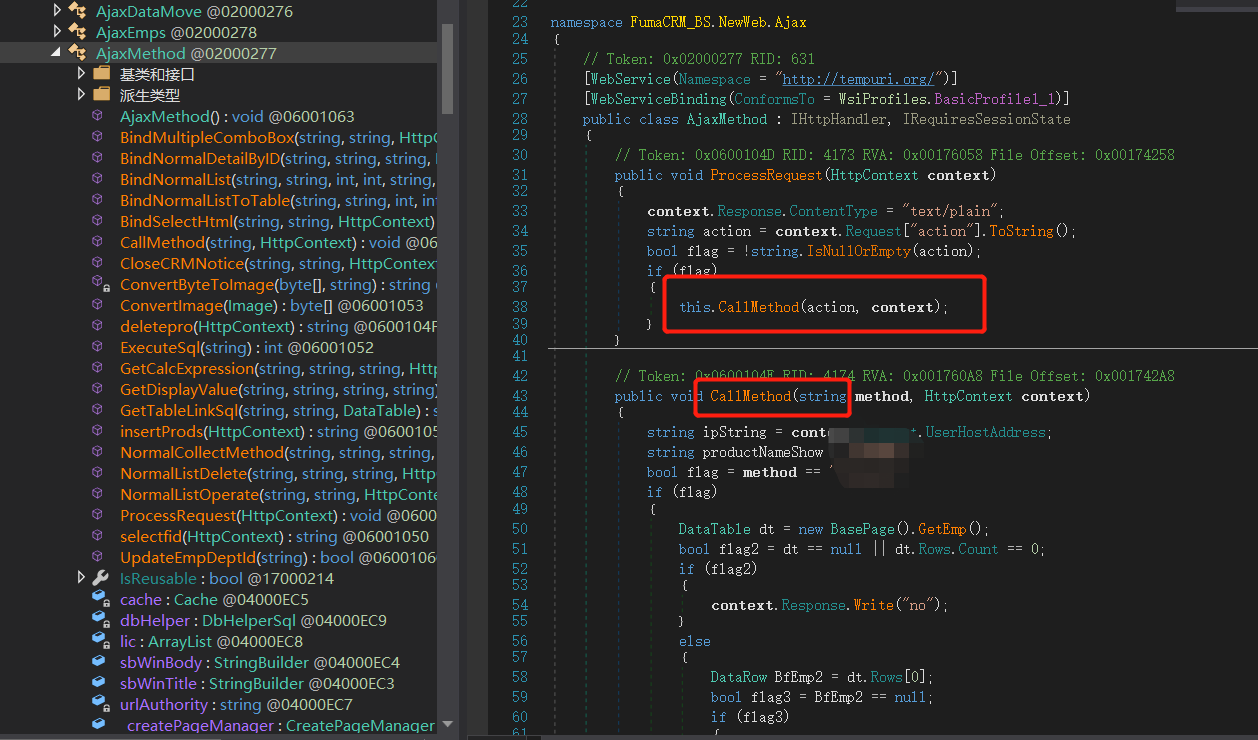 AjaxDataMove @02000276
AjaxEmps @02000278
AjaxMethod @02000277
基类和接口
派生类型
AjaxMethod() : void @06001063
BindMultipleComboBox(string, string, HttpC
BindNormalDetailByID(string, string, string,
BindNormalList(string, string, int, int, string,
BindNormalListToTable(string, string, int, in
BindSelectHtml(string, string, HttpContext)
CallMethod(string, HttpContext) : void @06
CloseCRMNotice(string, string, HttpContext
ConvertByteToImage(byte[], string) : string
ConvertImage(Image) : byte[] @06001053
deletepro(HttpContext) : string @0600104F
ExecuteSql(string) : int @06001052
GetCalcExpression(string, string, string, Htt
GetDisplayValue(string, string, string, string)
GetTableLinkSql(string, string, DataTable) : s
insertProds(HttpContext) : string @060010
NormalCollectMethod(string, string, string,
NormalListDelete(string, string, string, Http
NormalListOperate(string, string, HttpConte
ProcessRequest(HttpContext) : void @0600
selectfid(HttpContext) : string @06001050
UpdateEmpDeptId(string) : bool @0600106
IsReusable : bool @17000214
cache : Cache @04000EC5
dbHelper : DbHelperSql @04000EC9
lic : ArrayList @04000EC8
sbWinBody : StringBuilder @04000EC4
sbWinTitle : StringBuilder @04000EC3
urlAuthority : string @04000EC7
_createPageManager : CreatePageManager
22
23 namespace FumaCRM_BS.NewWeb.Ajax
24 {
25 // Token: 0x02000277 RID: 631
26 [WebService(Namespace = "http://tempuri.org/")]
27 [WebServiceBinding(ConformsTo = WsiProfiles.BasicProfile1_1)]
28 public class AjaxMethod : IHttpHandler, IRequiresSessionState
29 {
30 // Token: 0x0600104D RID: 4173 RVA: 0x00176058 File Offset: 0x00174258
31 public void ProcessRequest(HttpContext context)
32 {
33 context.Response.ContentType = "text/plain";
34 string action = context.Request["action"].ToString();
35 bool flag = !string.IsNullOrEmpty(action);
36 if (flag)
37 {
38 this.CallMethod(action, context);
39 }
40 }
41
42 // Token: 0x0600104E RID: 4174 RVA: 0x001760A8 File Offset: 0x001742A8
43 public void CallMethod(string method, HttpContext context)
44 {
45 string ipString = cont .UserHostAddress;
46 string productNameShow
47 bool flag = method ==
48 if (flag)
49 {
50 DataTable dt = new BasePage().GetEmp();
51 bool flag2 = dt == null || dt.Rows.Count == 0;
52 if (flag2)
53 {
54 context.Response.Write("no");
55 }
56 else
57 {
58 DataRow BfEmp2 = dt.Rows[0];
59 bool flag3 = BfEmp2 == null;
60 if (flag3)
61 {